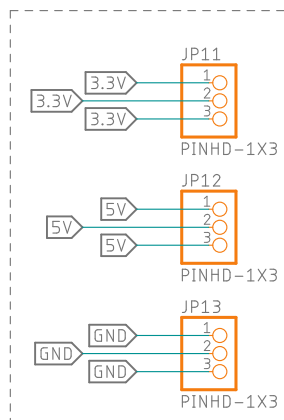 JP11
3.3V 1
3.3V 2
3.3V 3
PINHD-1X3
JP12
5V 1
5V 2
5V 3
PINHD-1X3
JP13
GND 1
GND 2
GND 3
PINHD-1X3